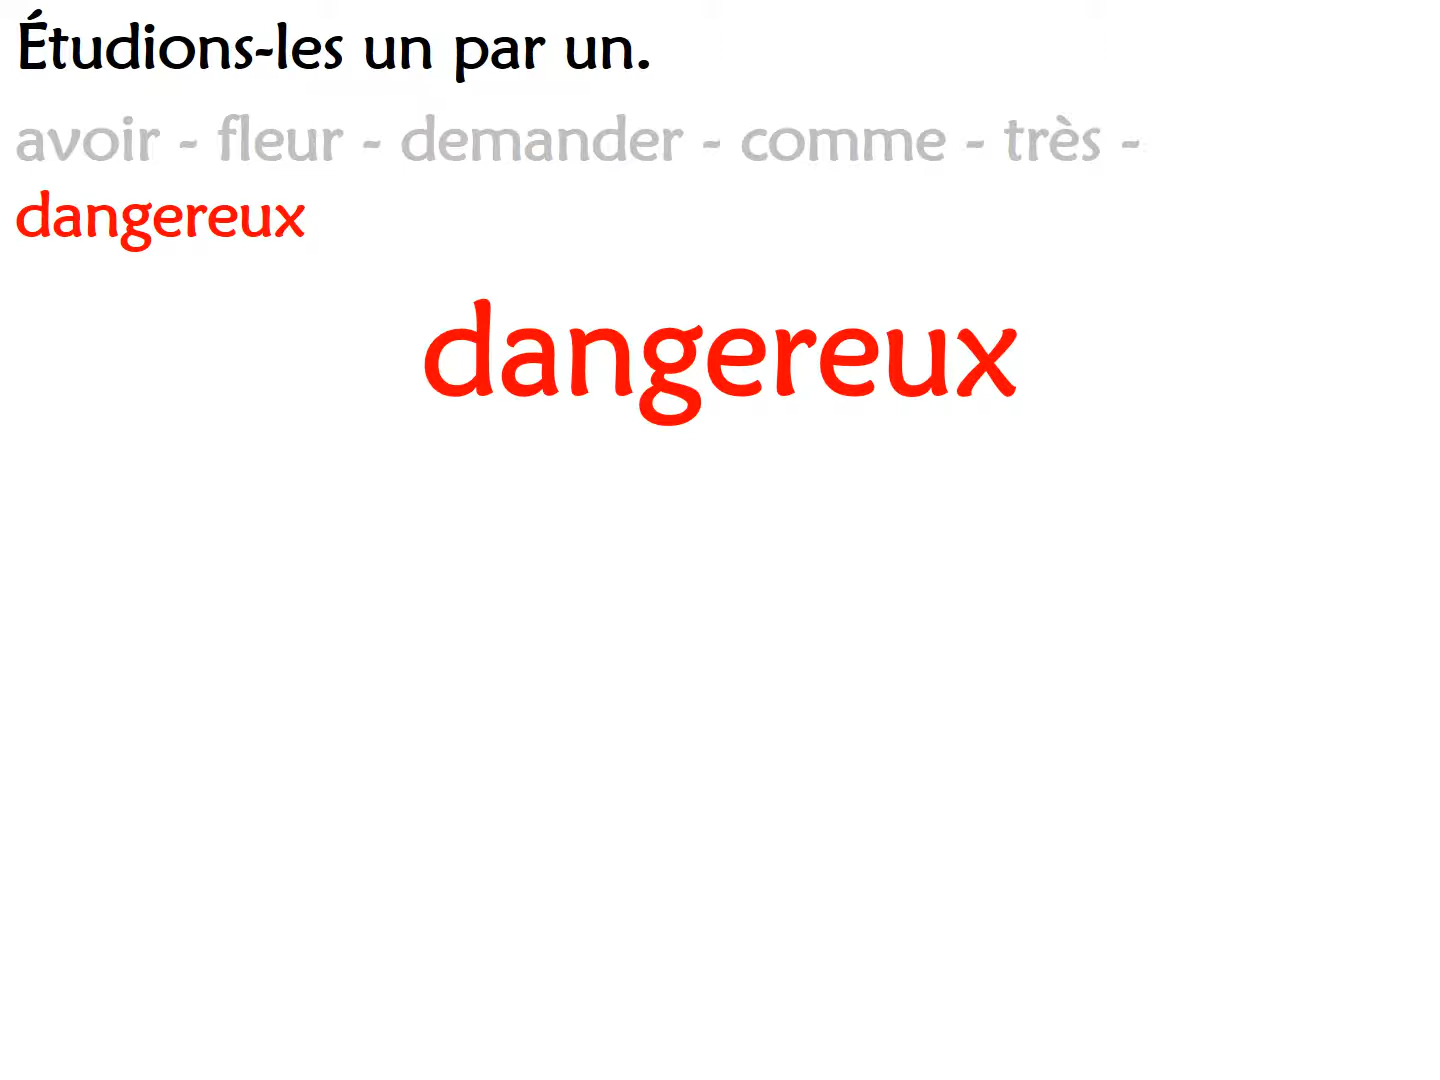 Étudions-les un par un.
avoir - fleur - demander - comme - très -
dangereux
dangereux